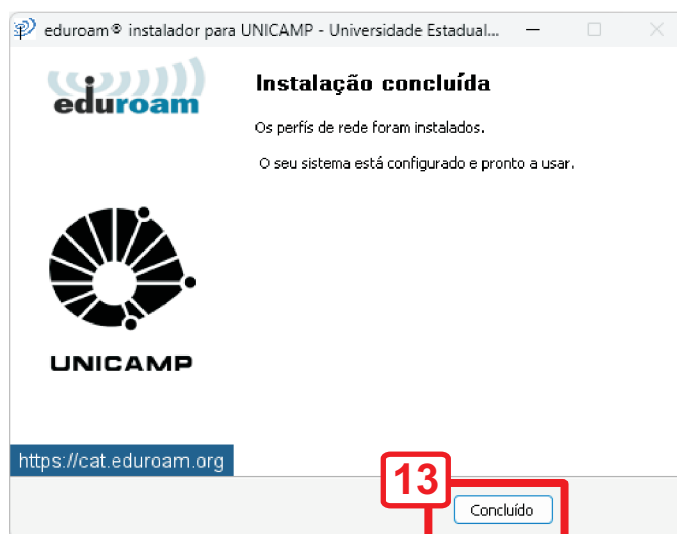 eduroam® instalador para UNICAMP - Universidade Estadual...
eduroam
Instalação concluída
Os perfís de rede foram instalados.
O seu sistema está configurado e pronto a usar.
UNICAMP
https://cat.eduroam.org
13
Concluído